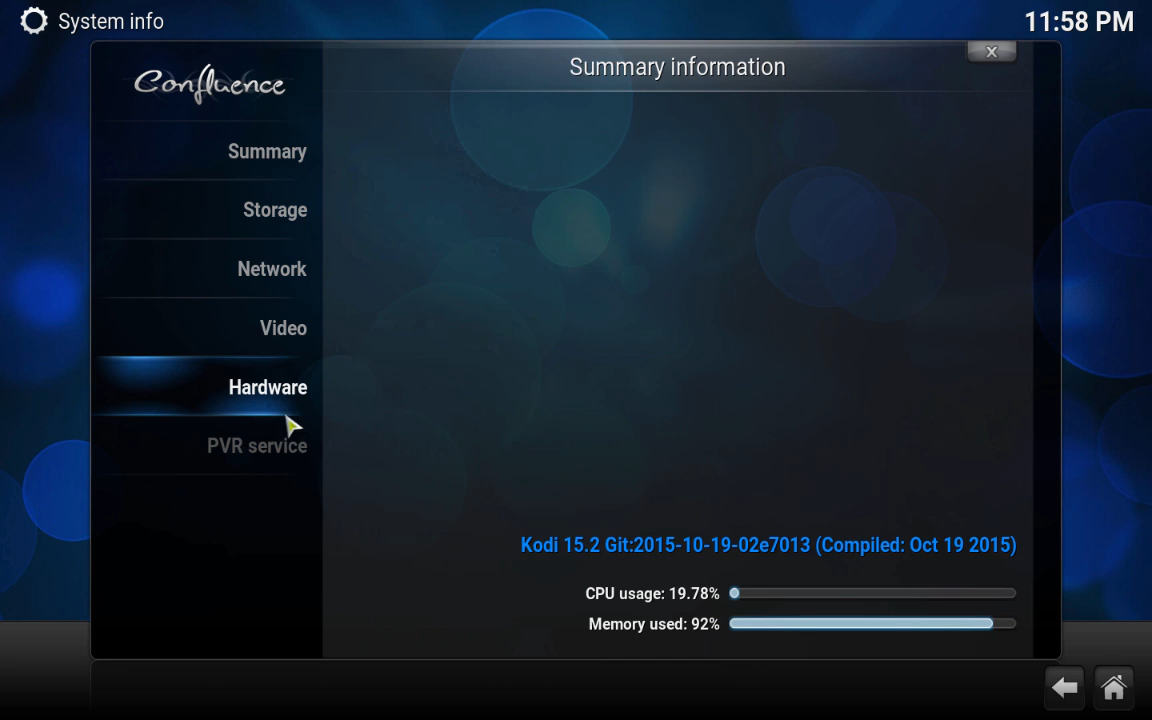 System info
11:58 PM
Confluence
Summary information
Summary
Storage
Network
Video
Hardware
PVR service
Kodi 15.2 Git:2015-10-19-02e7013 (Compiled: Oct 19 2015)
CPU usage: 19.78%
Memory used: 92%